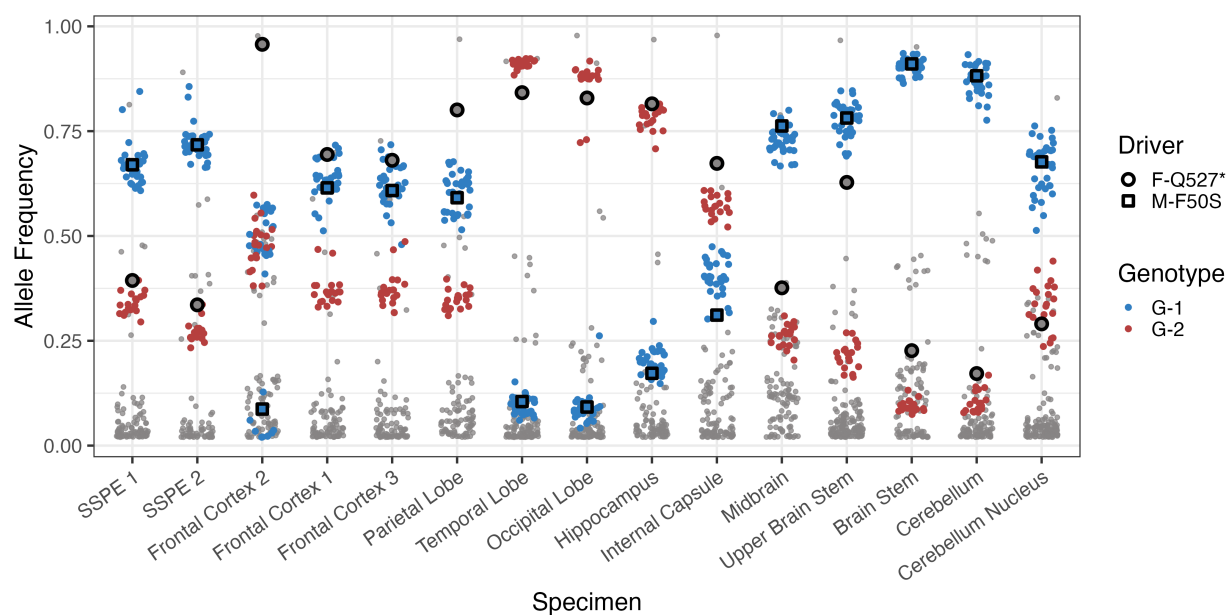 1.00
0.75
0.50
0.25
0.00
Allele Frequency
SSPE 1
SSPE 2
Frontal Cortex 2
Frontal Cortex 1
Frontal Cortex 3
Parietal Lobe
Temporal Lobe
Occipital Lobe
Hippocampus
Internal Capsule
Midbrain
Upper Brain Stem
Brain Stem
Cerebellum
Cerebellum Nucleus
Specimen
Driver
F-Q527*
M-F50S
Genotype
G-1
G-2